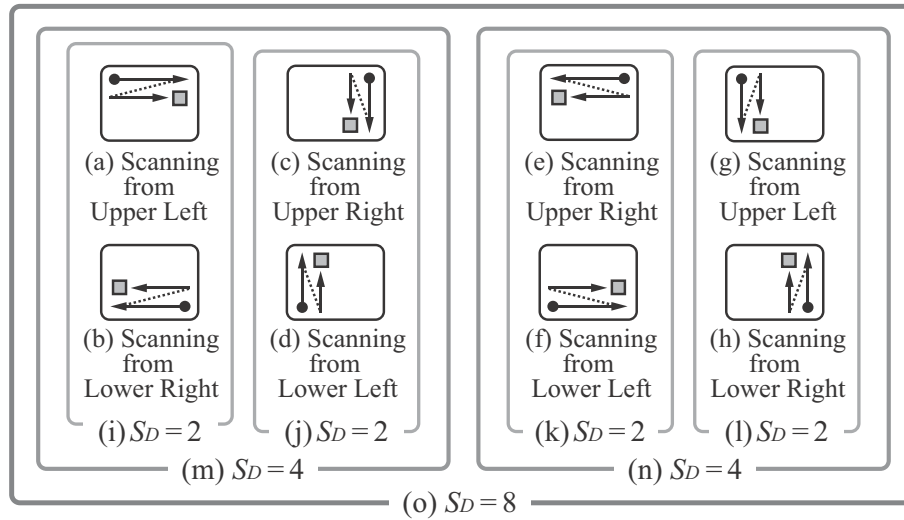 (a) Scanning
from
Upper Left
(c) Scanning
from
Upper Right
(e) Scanning
from
Upper Right
(g) Scanning
from
Upper Left
(b) Scanning
from
Lower Right
(d) Scanning
from
Lower Left
(f) Scanning
from
Lower Left
(h) Scanning
from
Lower Right
(i) SD = 2
(j) SD = 2
(k) SD = 2
(l) SD = 2
(m) SD = 4
(n) SD = 4
(o) SD = 8